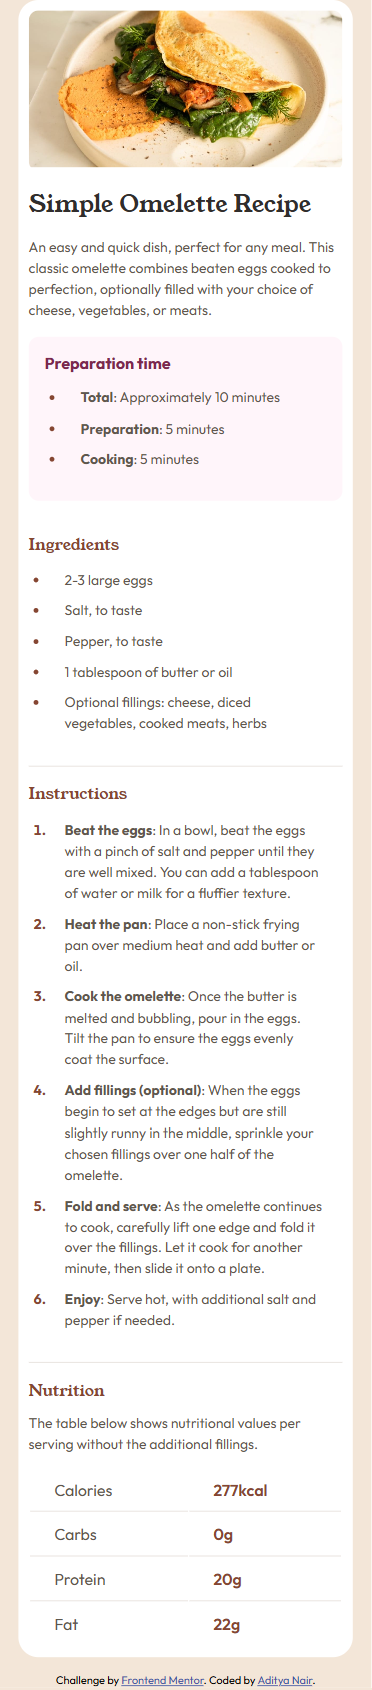 Simple Omelette Recipe
An easy and quick dish, perfect for any meal. This
classic omelette combines beaten eggs cooked to
perfection, optionally filled with your choice of
cheese, vegetables, or meats.
Preparation time
• Total: Approximately 10 minutes
• Preparation: 5 minutes
• Cooking: 5 minutes
Ingredients
• 2-3 large eggs
• Salt, to taste
• Pepper, to taste
• 1 tablespoon of butter or oil
• Optional fillings: cheese, diced
vegetables, cooked meats, herbs
Instructions
1. Beat the eggs: In a bowl, beat the eggs
with a pinch of salt and pepper until they
are well mixed. You can add a tablespoon
of water or milk for a fluffier texture.
2. Heat the pan: Place a non-stick frying
pan over medium heat and add butter or
oil.
3. Cook the omelette: Once the butter is
melted and bubbling, pour in the eggs.
Tilt the pan to ensure the eggs evenly
coat the surface.
4. Add fillings (optional): When the eggs
begin to set at the edges but are still
slightly runny in the middle, sprinkle your
chosen fillings over one half of the
omelette.
5. Fold and serve: As the omelette continues
to cook, carefully lift one edge and fold it
over the fillings. Let it cook for another
minute, then slide it onto a plate.
6. Enjoy: Serve hot, with additional salt and
pepper if needed.
Nutrition
The table below shows nutritional values per
serving without the additional fillings.
Calories 277kcal
Carbs 0g
Protein 20g
Fat 22g
Challenge by Frontend Mentor. Coded by Aditya Nair.